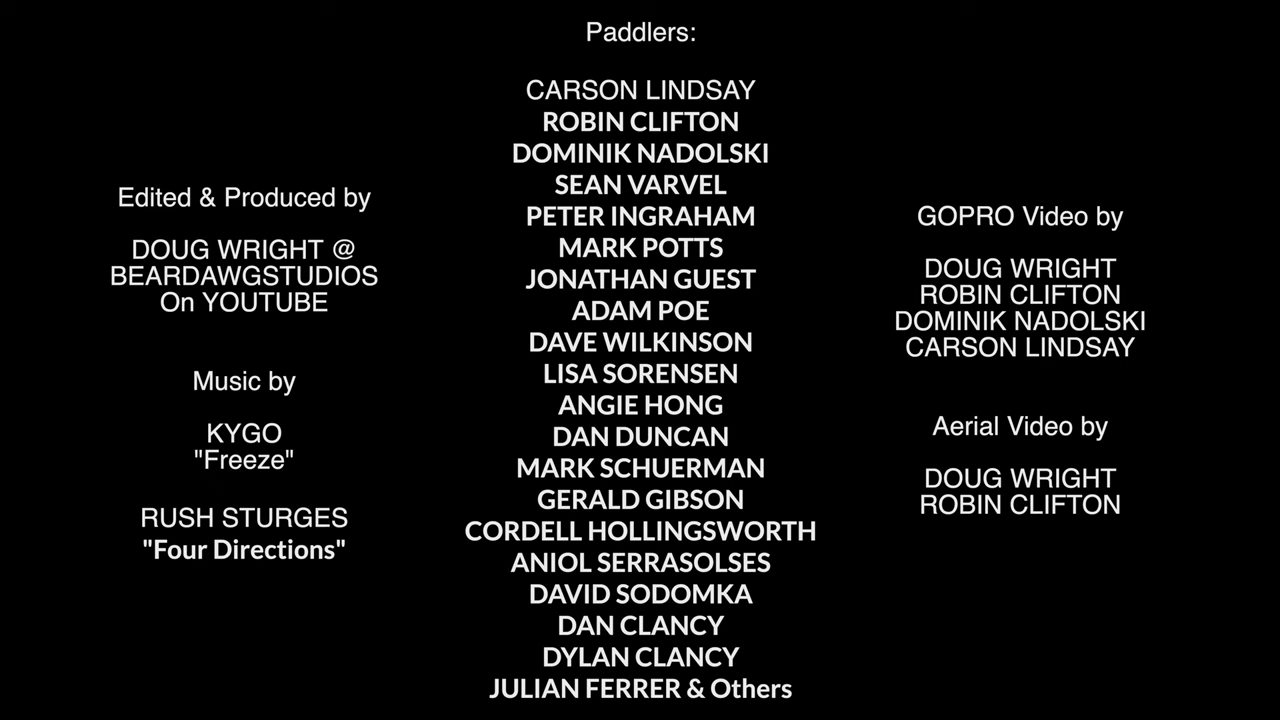 Edited & Produced by
DOUG WRIGHT @
BEARDAWGSTUDIOS
On YOUTUBE
Music by
KYGO
"Freeze"
RUSH STURGES
"Four Directions"
Paddlers:
CARSON LINDSAY
ROBIN CLIFTON
DOMINIK NADOLSKI
SEAN VARVEL
PETER INGRAHAM
MARK POTTS
JONATHAN GUEST
ADAM POE
DAVE WILKINSON
LISA SORENSEN
ANGIE HONG
DAN DUNCAN
MARK SCHUERMAN
GERALD GIBSON
CORDELL HOLLINGSWORTH
ANIOL SERRASOLSES
DAVID SODOMKA
DAN CLANCY
DYLAN CLANCY
JULIAN FERRER & Others
GOPRO Video by
DOUG WRIGHT
ROBIN CLIFTON
DOMINIK NADOLSKI
CARSON LINDSAY
Aerial Video by
DOUG WRIGHT
ROBIN CLIFTON